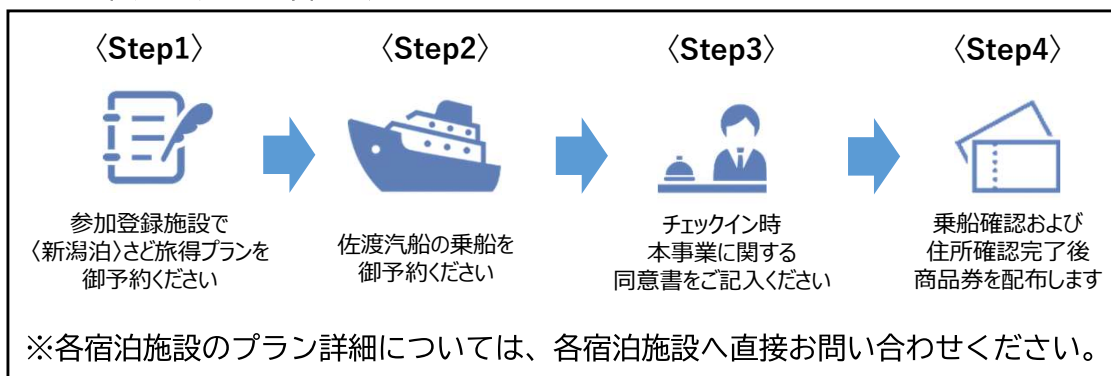 〈Step1〉
〈Step2〉
〈Step3〉
〈Step4〉
参加登録施設で
〈新潟泊〉さど旅得プランを
御予約ください
佐渡汽船の乗船を
御予約ください
チェックイン時
本事業に関する
同意書をご記入ください
乗船確認および
住所確認完了後
商品券を配布します
※各宿泊施設のプラン詳細については、各宿泊施設へ直接お問い合わせください。